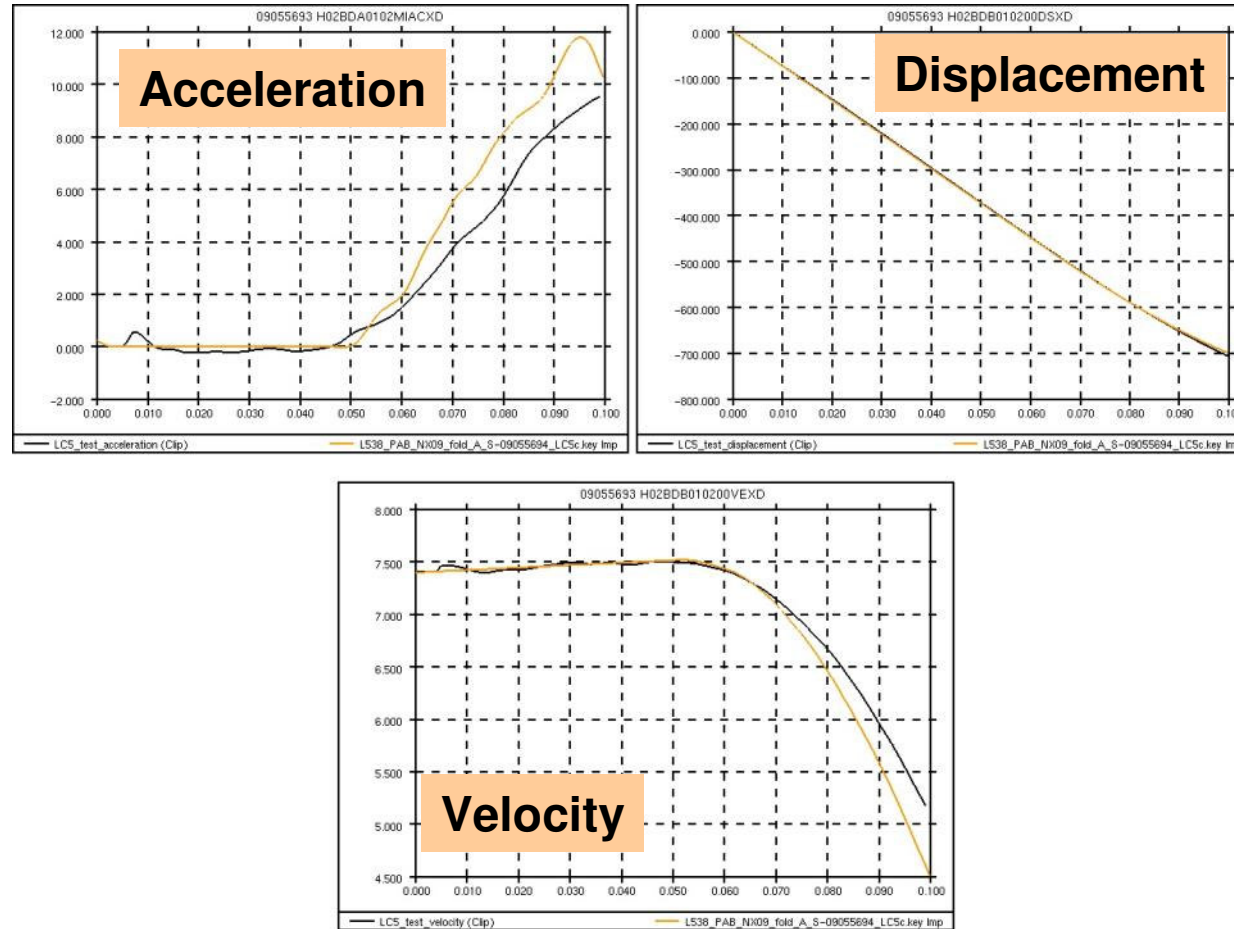 09055693 H02BDA0102MIACXD
Acceleration
12.000
10.000
8.000
6.000
4.000
2.000
0.000
−2.000
0.000 0.010 0.020 0.030 0.040 0.050 0.060 0.070 0.080 0.090 0.100
LC5_test_acceleration (Clip) L538_PAB_NX09_fold_A_S-09055694_LC5c.key Imp
09055693 H02BDB010200DSXD
Displacement
0.000
−100.000
−200.000
−300.000
−400.000
−500.000
−600.000
−700.000
−800.000
0.000 0.010 0.020 0.030 0.040 0.050 0.060 0.070 0.080 0.090 0.10
LC5_test_displacement (Clip) L538_PAB_NX09_fold_A_S-09055694_LC5c.key Im
09055693 H02BDB010200VEXD
8.000
7.500
7.000
6.500
6.000
5.500
5.000
4.500
Velocity
0.000 0.010 0.020 0.030 0.040 0.050 0.060 0.070 0.080 0.090 0.100
LC5_test_velocity (Clip) L538_PAB_NX09_fold_A_S-09055694_LC5c.key Imp